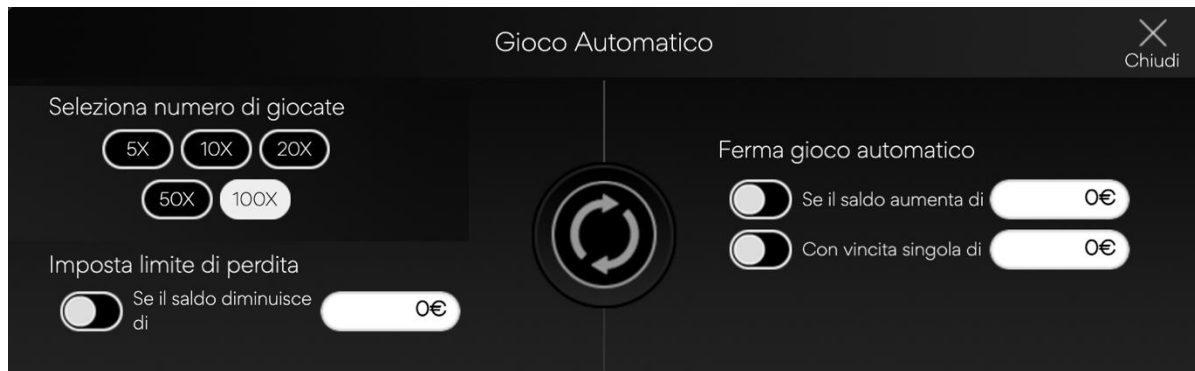 Gioco Automatico
Chiudi
Seleziona numero di giocate
5X 10X 20X
50X 100X
Imposta limite di perdita
Se il saldo diminuisce
di
0€
Ferma gioco automatico
Se il saldo aumenta di 0€
Con vincita singola di 0€